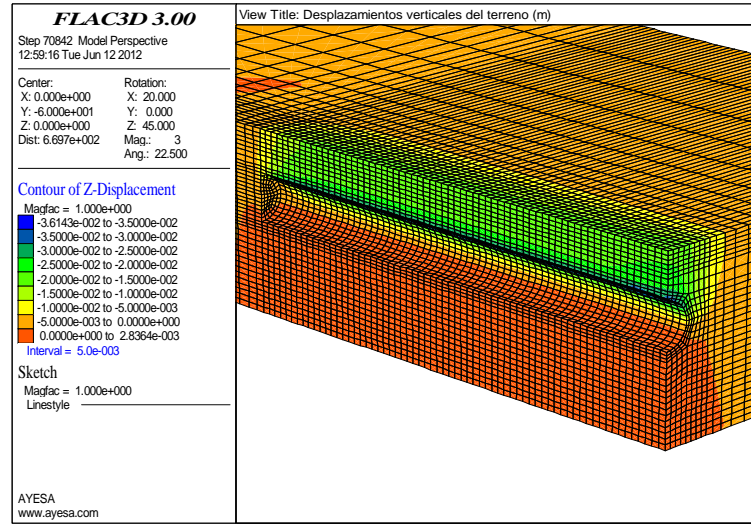 FLAC3D 3.00
Step 70842 Model Perspective
12:59:16 Tue Jun 12 2012
Center:
X: 0.000e+000
Y: -6.000e+001
Z: 0.000e+000
Dist: 6.697e+002
Rotation:
X: 20.000
Y: 0.000
Z: 45.000
Mag.: 3
Ang.: 22.500
Contour of Z-Displacement
Magfac = 1.000e+000
-3.6143e-002 to -3.5000e-002
-3.5000e-002 to -3.0000e-002
-3.0000e-002 to -2.5000e-002
-2.5000e-002 to -2.0000e-002
-2.0000e-002 to -1.5000e-002
-1.5000e-002 to -1.0000e-002
-1.0000e-002 to -5.0000e-003
-5.0000e-003 to 0.0000e+000
0.0000e+000 to 2.8364e-003
Interval = 5.0e-003
Sketch
Magfac = 1.000e+000
Linestyle
AYESA
www.ayesa.com
View Title: Desplazamientos verticales del terreno (m)